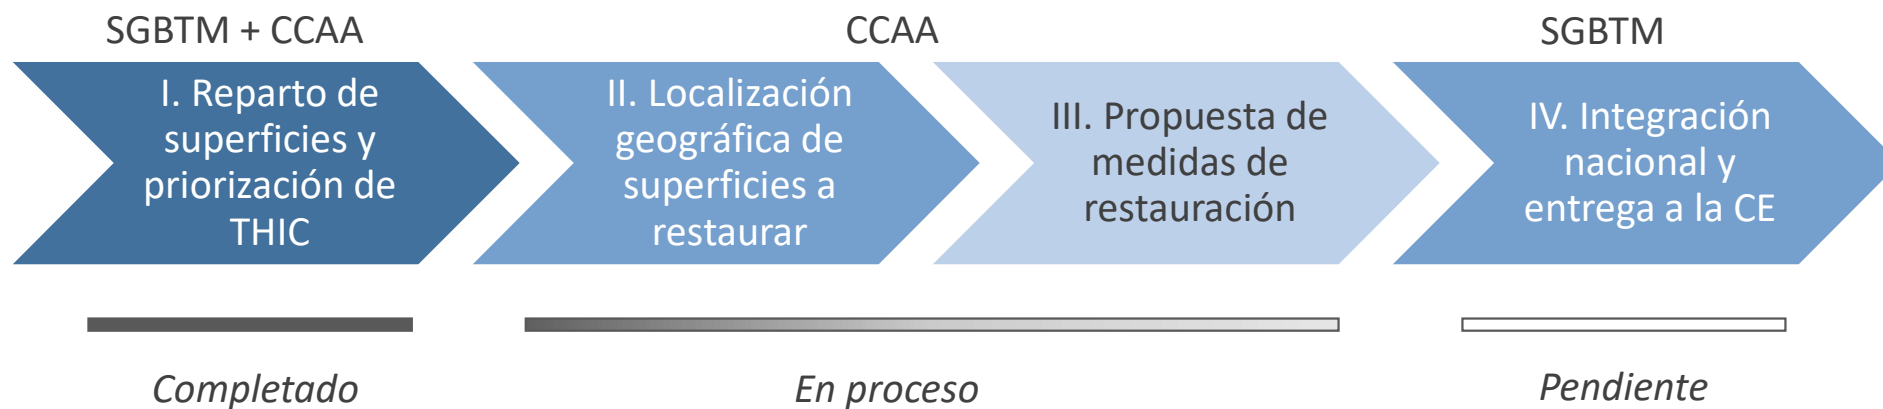 SGBTM + CCAA
CCAA
SGBTM
I. Reparto de
superficies y
priorización de
THIC
II. Localización
geográfica de
superficies a
restaurar
III. Propuesta de
medidas de
restauración
IV. Integración
nacional y
entrega a la CE
Completado
En proceso
Pendiente